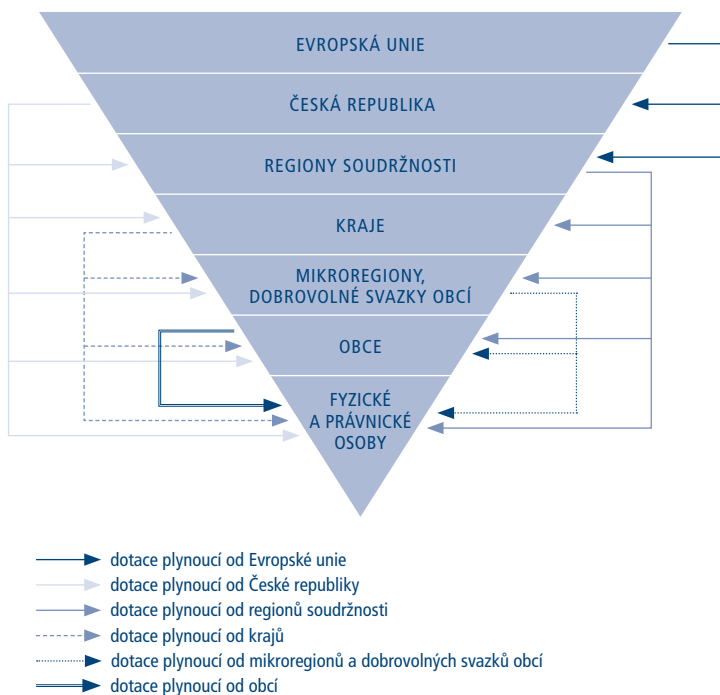 EVROPSKÁ UNIE
ČESKÁ REPUBLIKA
REGIONY SOUDRŽNOSTI
KRAJE
MIKROREGIONY,
DOBROVOLNÉ SVAZKY OBCÍ
OBCE
FYZICKÉ
A PRÁVNICKÉ
OSOBY
dotace plynoucí od Evropské unie
dotace plynoucí od České republiky
dotace plynoucí od regionů soudržnosti
dotace plynoucí od krajů
dotace plynoucí od mikroregionů a dobrovolných svazků obcí
dotace plynoucí od obcí